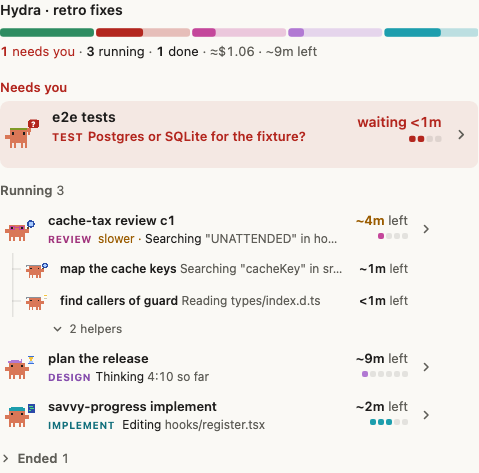 Hydra · retro fixes
1 needs you · 3 running · 1 done · ≈$1.06 · ~9m left
Needs you
e2e tests
waiting <1m
TEST Postgres or SQLite for the fixture?
Running 3
cache-tax review c1
~4m left
REVIEW slower · Searching "UNATTENDED" in ho...
map the cache keys Searching "cacheKey" in sr... ~1m left
find callers of guard Reading types/index.d.ts <1m left
2 helpers
plan the release
~9m left
DESIGN Thinking 4:10 so far
savvy-progress implement
~2m left
IMPLEMENT Editing hooks/register.tsx
Ended 1